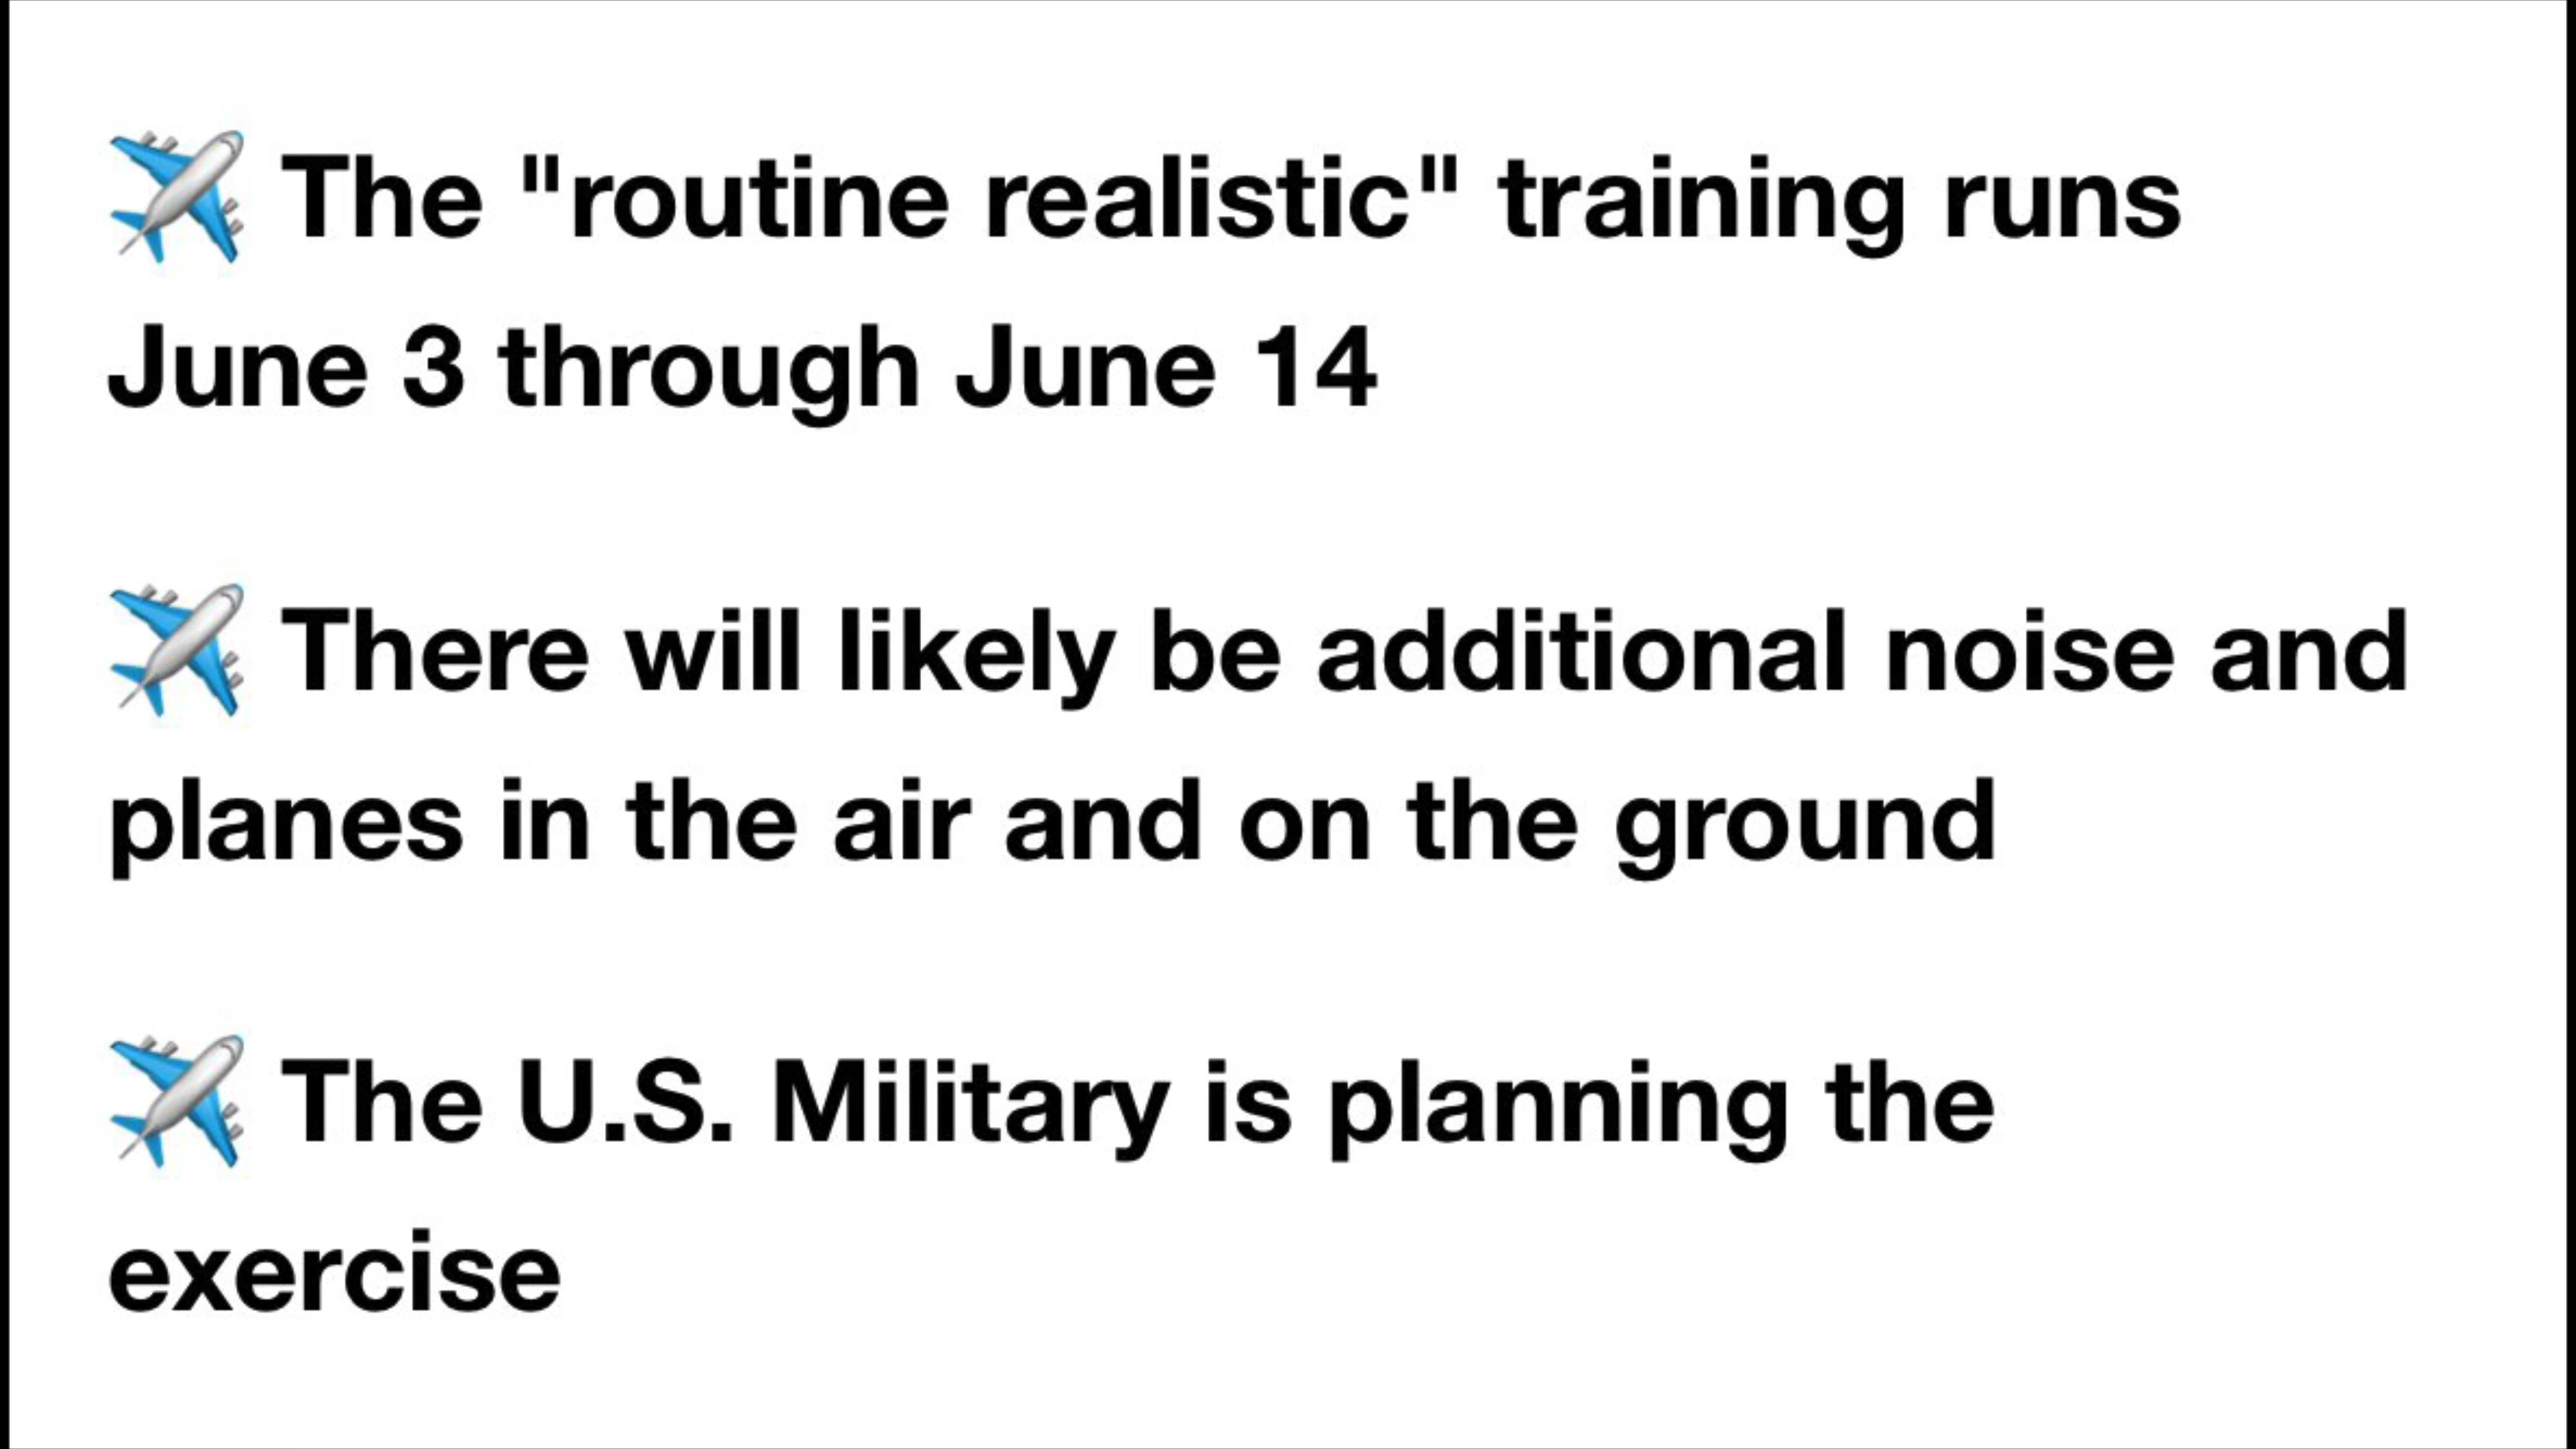 ✈️ The "routine realistic" training runs
June 3 through June 14
✈️ There will likely be additional noise and
planes in the air and on the ground
✈️ The U.S. Military is planning the
exercise